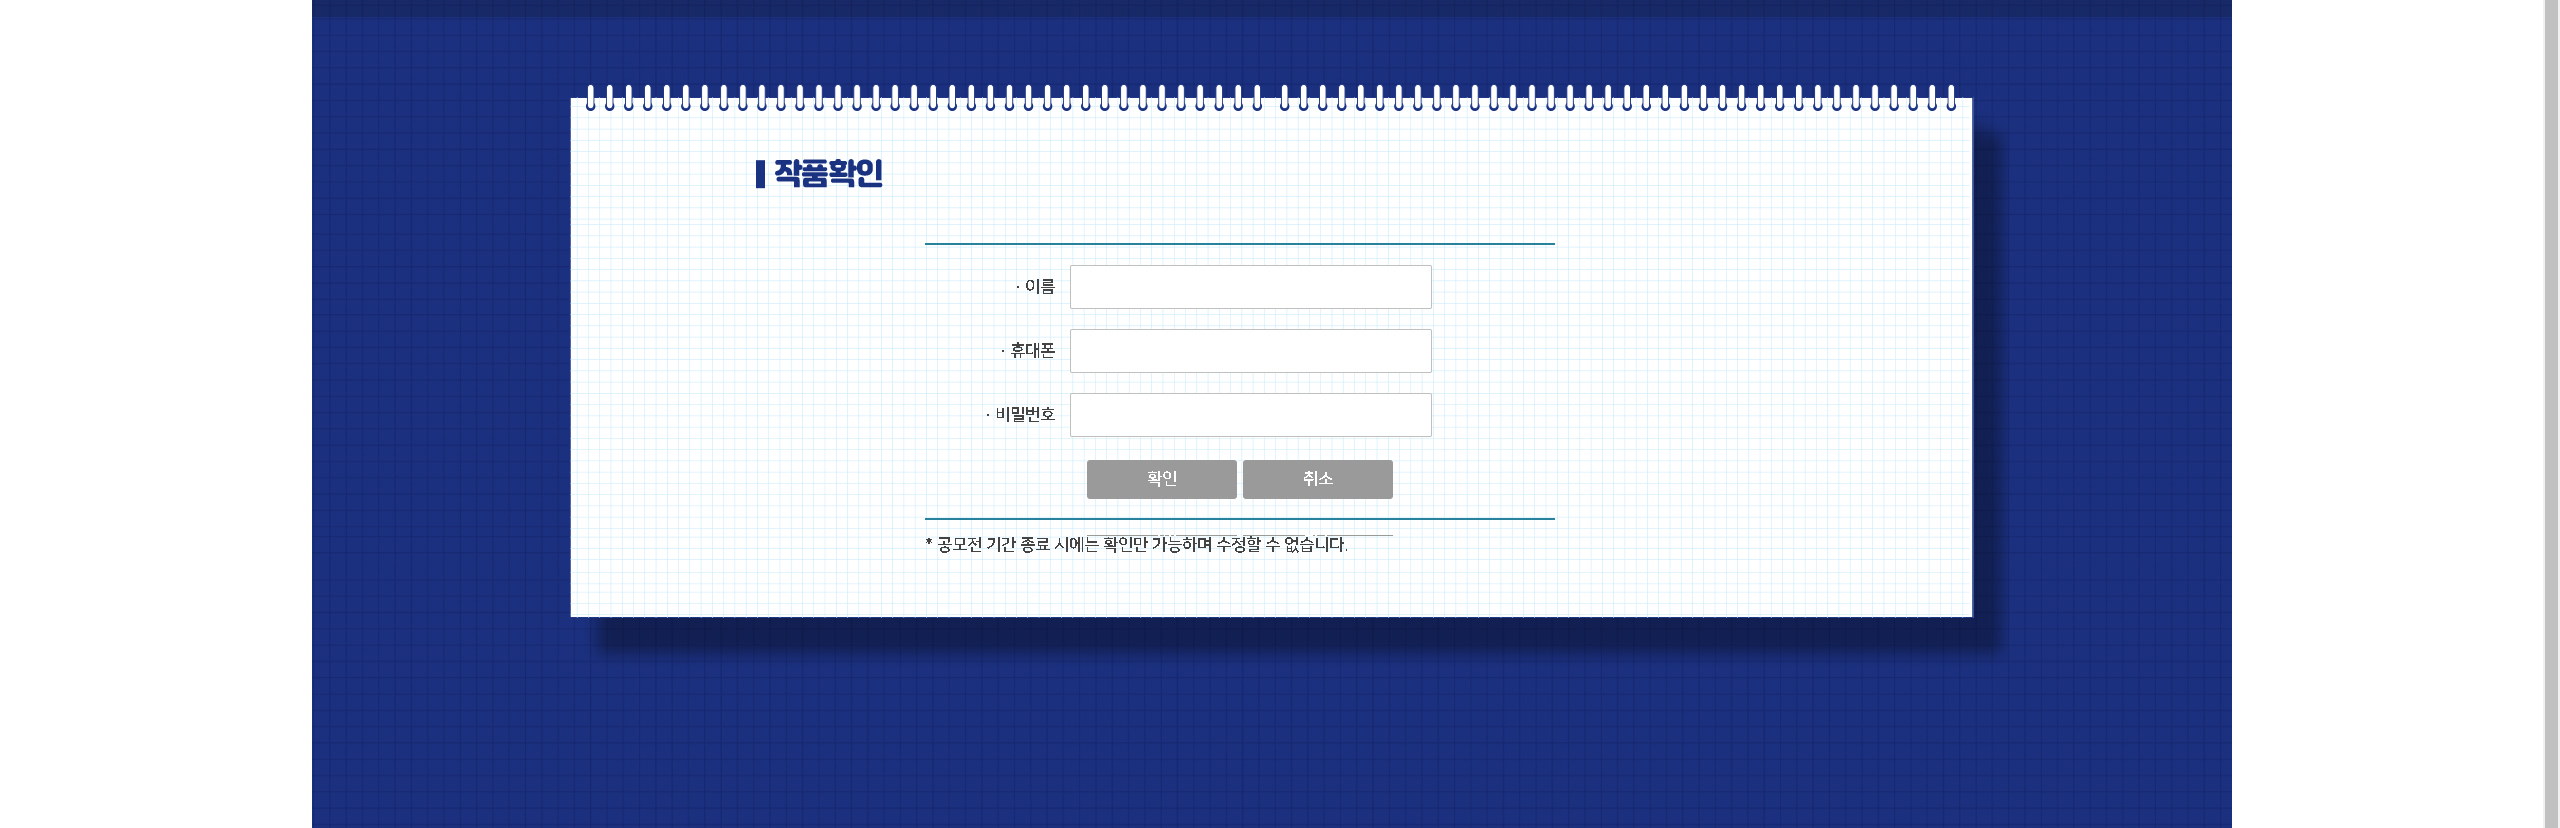 작품확인
· 이름
· 휴대폰
· 비밀번호
확인 취소
* 공모전 기간 종료 시에는 확인만 가능하며 수정할 수 없습니다.